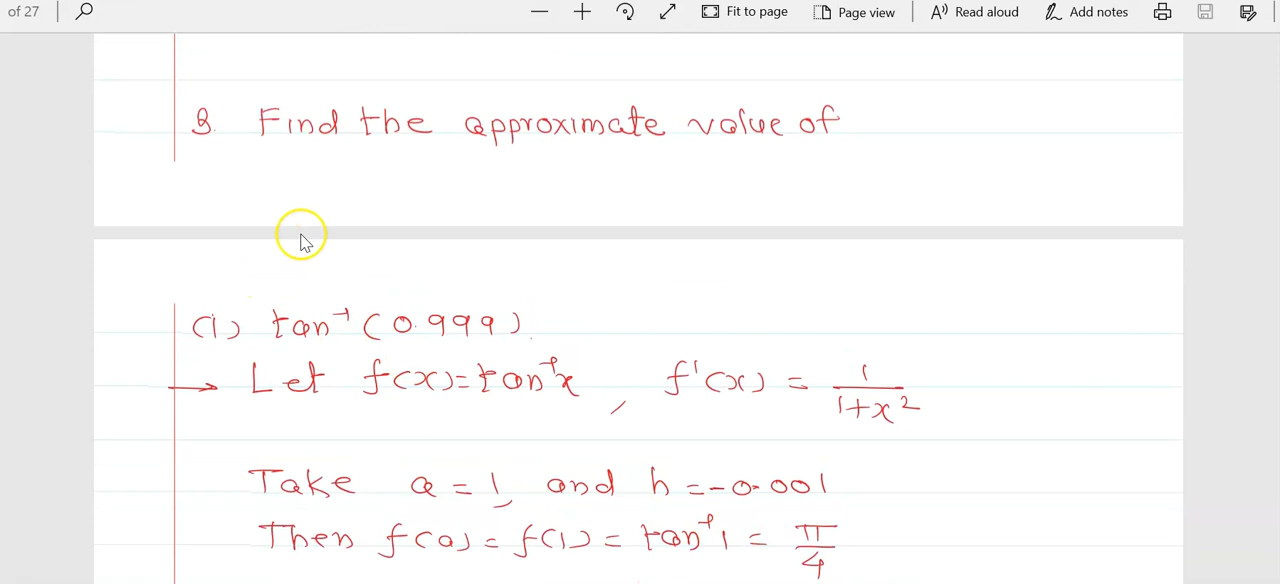 of 27 Fit to page Page view Read aloud Add notes
3. Find the approximate value of
(i) tan⁻¹(0.999).
→ Let f(x) = tan⁻¹x , f'(x) = 1/(1+x²)
Take a = 1, and h = -0.001
Then f(a) = f(1) = tan⁻¹1 = π/4